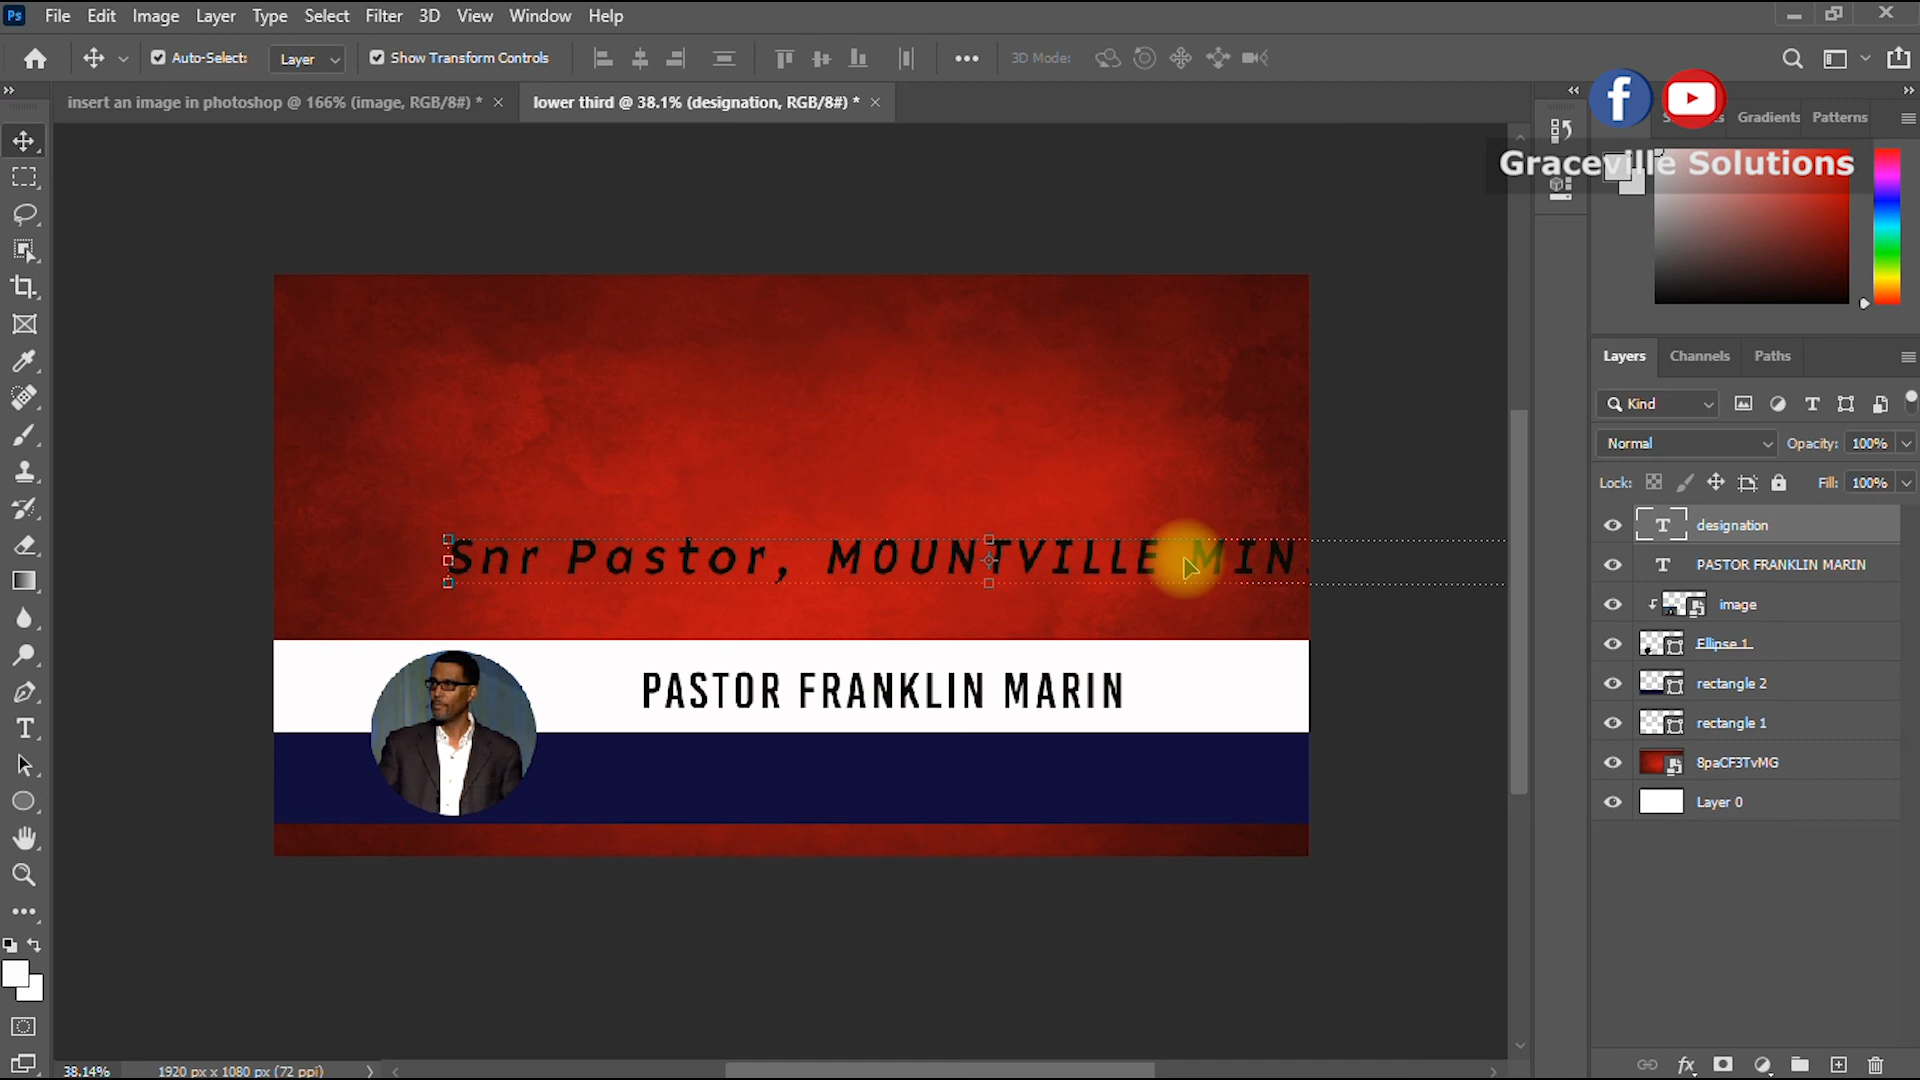 Ps File Edit Image Layer Type Select Filter 3D View Window Help
Auto-Select: Layer Show Transform Controls 3D Mode:
insert an image in photoshop @ 166% (image, RGB/8#) * lower third @ 38.1% (designation, RGB/8#) *
Gradients Patterns
Graceville Solutions
Snr Pastor, MOUNTVILLE MIN
PASTOR FRANKLIN MARIN
Layers Channels Paths
Kind
Normal Opacity: 100%
Lock: Fill: 100%
designation
PASTOR FRANKLIN MARIN
image
Ellipse 1
rectangle 2
rectangle 1
8paCF3TvMG
Layer 0
38.14% 1920 px x 1080 px (72 ppi)